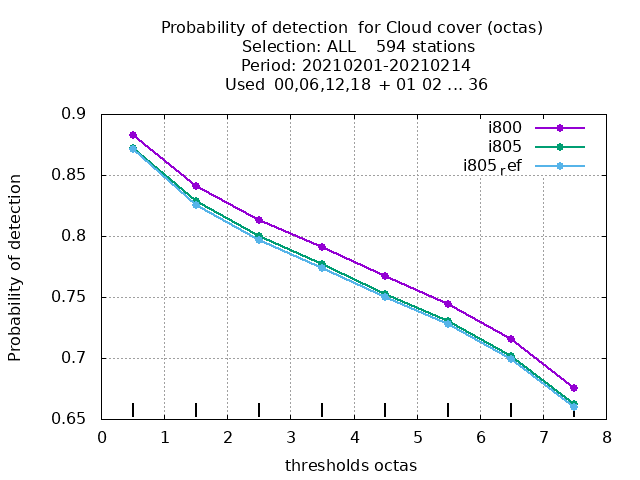 Probability of detection for Cloud cover (octas)
Selection: ALL 594 stations
Period: 20210201-20210214
Used 00,06,12,18 + 01 02 ... 36
0.9
0.85
0.8
0.75
0.7
0.65
Probability of detection
i800
i805
i805ref
0 1 2 3 4 5 6 7 8
thresholds octas